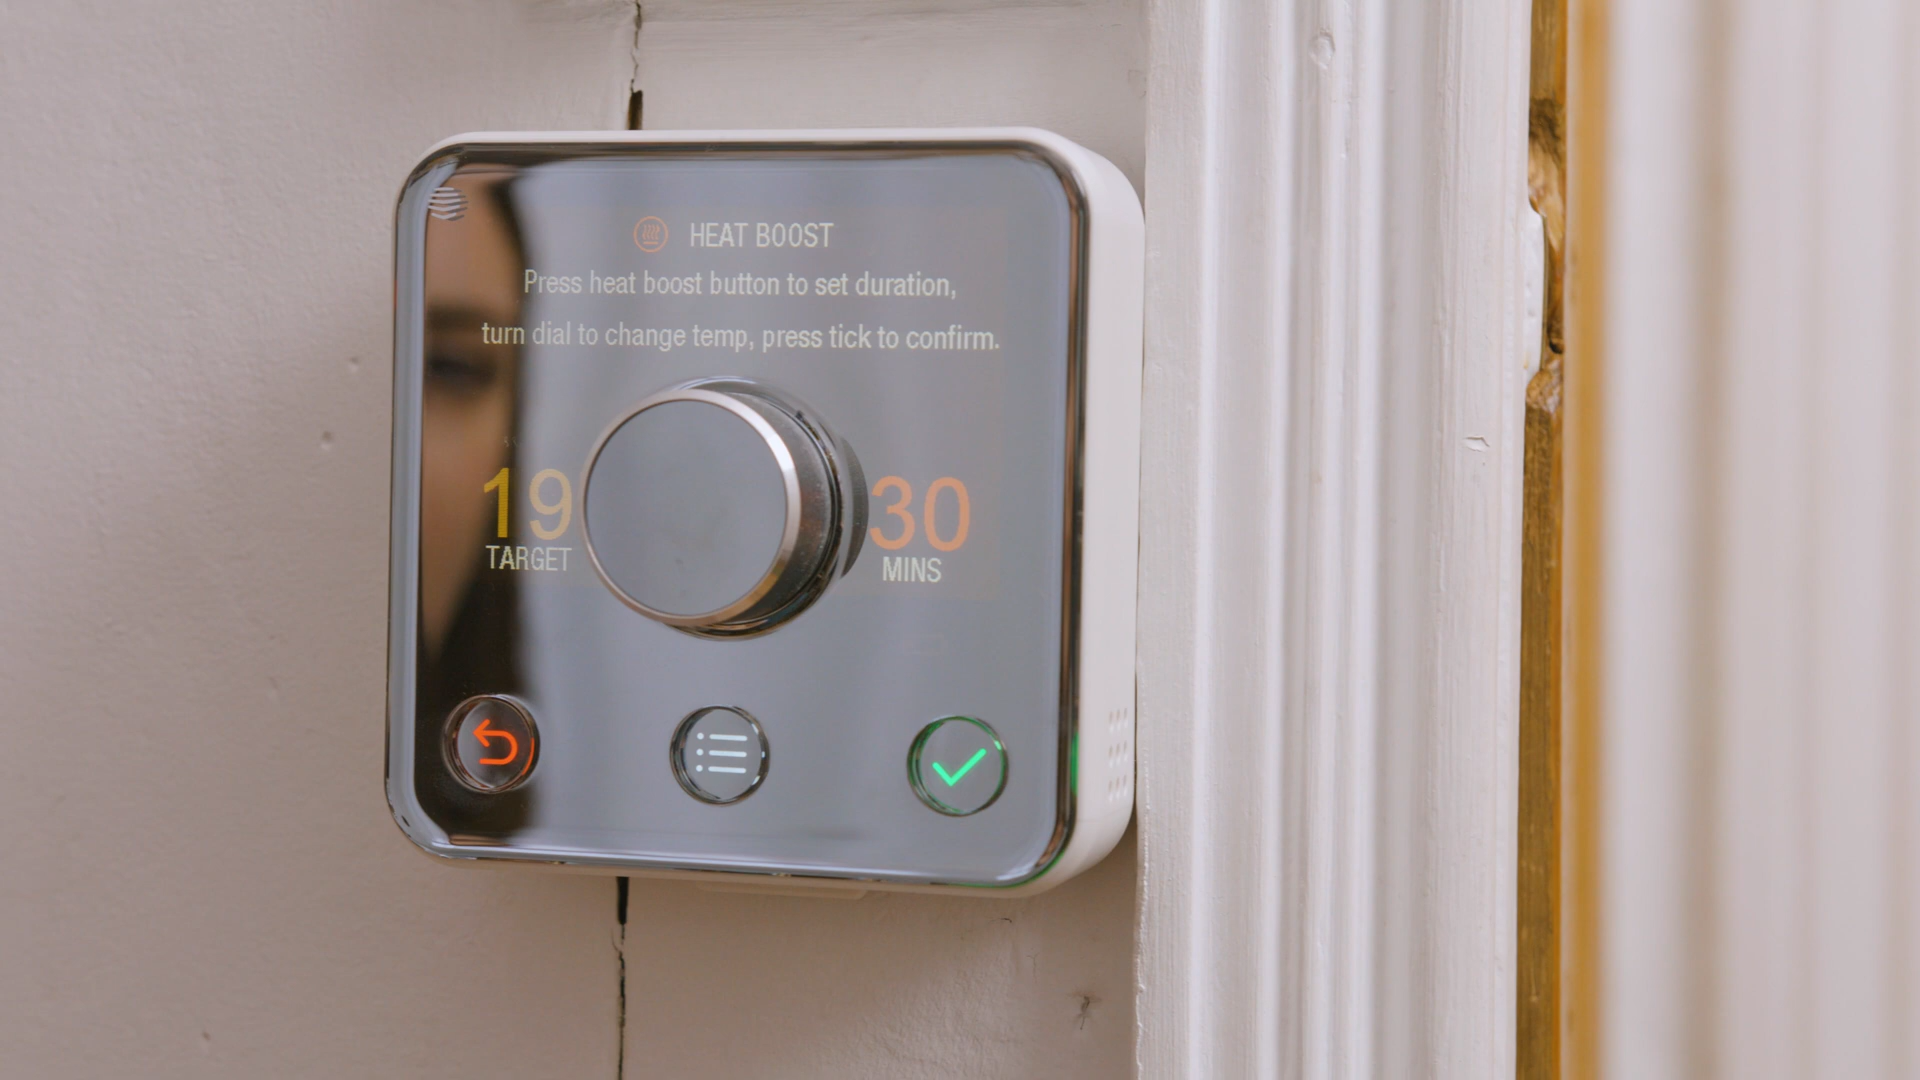 HEAT BOOST
Press heat boost button to set duration,
turn dial to change temp, press tick to confirm.
19
TARGET
30
MINS